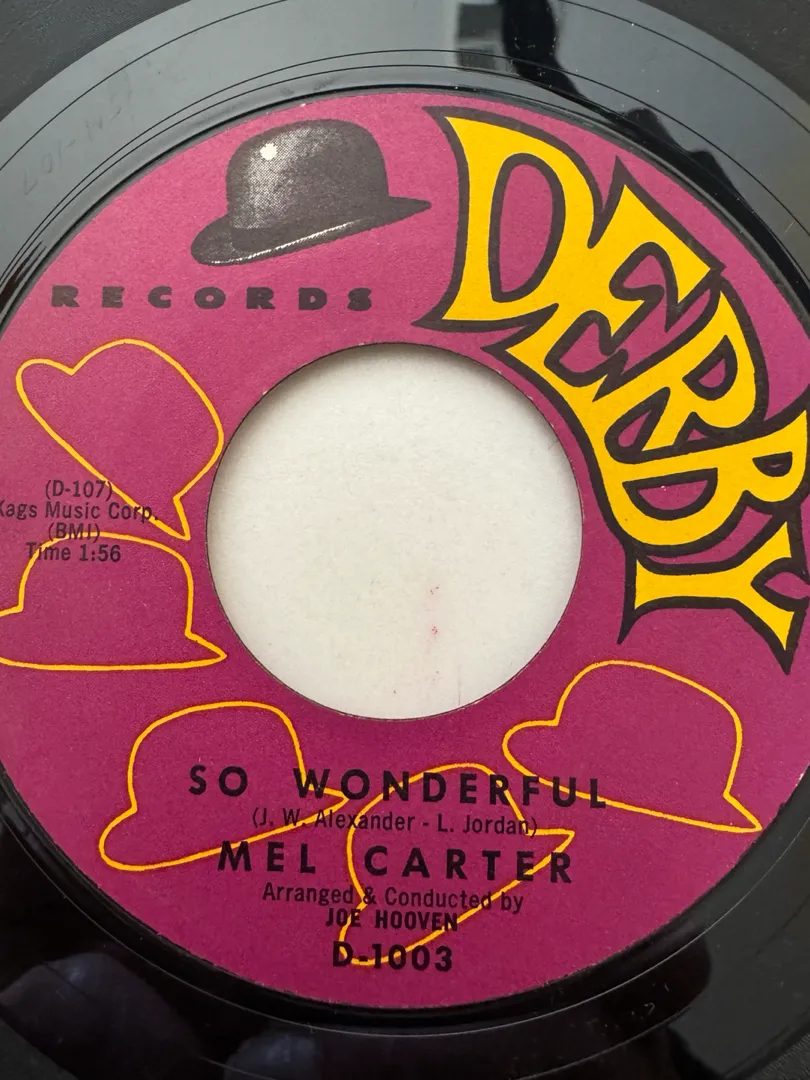 DERBY
RECORDS
(D-107)
Kags Music Corp.
(BMI)
Time 1:56
SO WONDERFUL
(J. W. Alexander - L. Jordan)
MEL CARTER
Arranged & Conducted by
JOE HOOVEN
D-1003